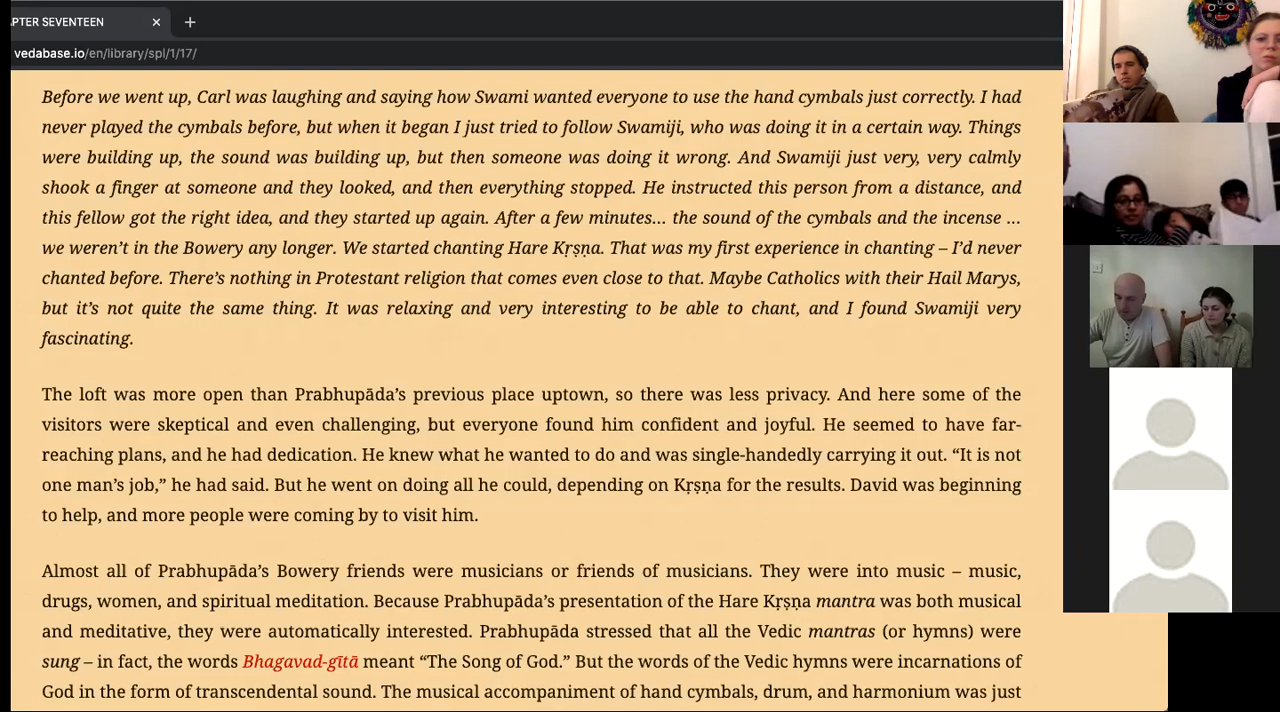 PTER SEVENTEEN
vedabase.io/en/library/spl/1/17/
Before we went up, Carl was laughing and saying how Swami wanted everyone to use the hand cymbals just correctly. I had
never played the cymbals before, but when it began I just tried to follow Swamiji, who was doing it in a certain way. Things
were building up, the sound was building up, but then someone was doing it wrong. And Swamiji just very, very calmly
shook a finger at someone and they looked, and then everything stopped. He instructed this person from a distance, and
this fellow got the right idea, and they started up again. After a few minutes… the sound of the cymbals and the incense …
we weren’t in the Bowery any longer. We started chanting Hare Kṛṣṇa. That was my first experience in chanting – I’d never
chanted before. There’s nothing in Protestant religion that comes even close to that. Maybe Catholics with their Hail Marys,
but it’s not quite the same thing. It was relaxing and very interesting to be able to chant, and I found Swamiji very
fascinating.
The loft was more open than Prabhupāda’s previous place uptown, so there was less privacy. And here some of the
visitors were skeptical and even challenging, but everyone found him confident and joyful. He seemed to have far-
reaching plans, and he had dedication. He knew what he wanted to do and was single-handedly carrying it out. “It is not
one man’s job,” he had said. But he went on doing all he could, depending on Kṛṣṇa for the results. David was beginning
to help, and more people were coming by to visit him.
Almost all of Prabhupāda’s Bowery friends were musicians or friends of musicians. They were into music – music,
drugs, women, and spiritual meditation. Because Prabhupāda’s presentation of the Hare Kṛṣṇa mantra was both musical
and meditative, they were automatically interested. Prabhupāda stressed that all the Vedic mantras (or hymns) were
sung – in fact, the words Bhagavad-gītā meant “The Song of God.” But the words of the Vedic hymns were incarnations of
God in the form of transcendental sound. The musical accompaniment of hand cymbals, drum, and harmonium was just